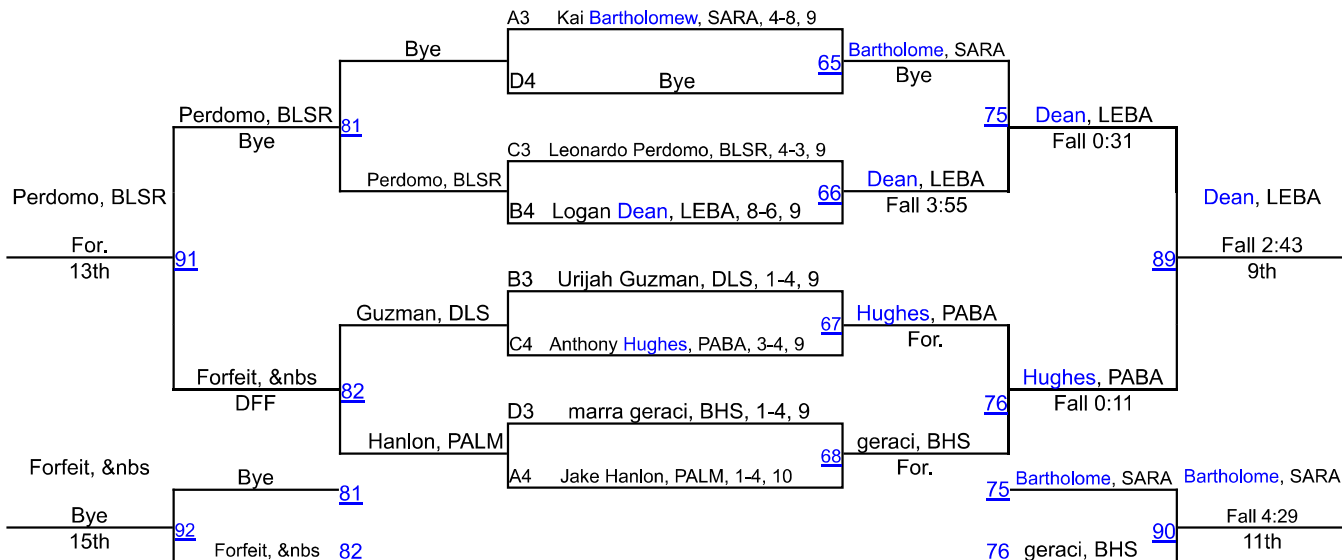 A3 Kai Bartholomew, SARA, 4-8, 9
Bye
65
Bartholome, SARA
Bye
D4 Bye
Perdomo, BLSR
Bye
81
75
Dean, LEBA
Fall 0:31
C3 Leonardo Perdomo, BLSR, 4-3, 9
Perdomo, BLSR
66
Dean, LEBA
Fall 3:55
B4 Logan Dean, LEBA, 8-6, 9
Perdomo, BLSR
For.
13th
91
Dean, LEBA
Fall 2:43
9th
89
B3 Urijah Guzman, DLS, 1-4, 9
Guzman, DLS
67
Hughes, PABA
For.
C4 Anthony Hughes, PABA, 3-4, 9
Forfeit, &nbs
DFF
82
76
Hughes, PABA
Fall 0:11
D3 marra geraci, BHS, 1-4, 9
Hanlon, PALM
68
geraci, BHS
For.
A4 Jake Hanlon, PALM, 1-4, 10
Forfeit, &nbs
Bye
81
75
Bartholome, SARA
Bartholome, SARA
Bye
15th
92
90
Fall 4:29
11th
Forfeit, &nbs
82
76
geraci, BHS